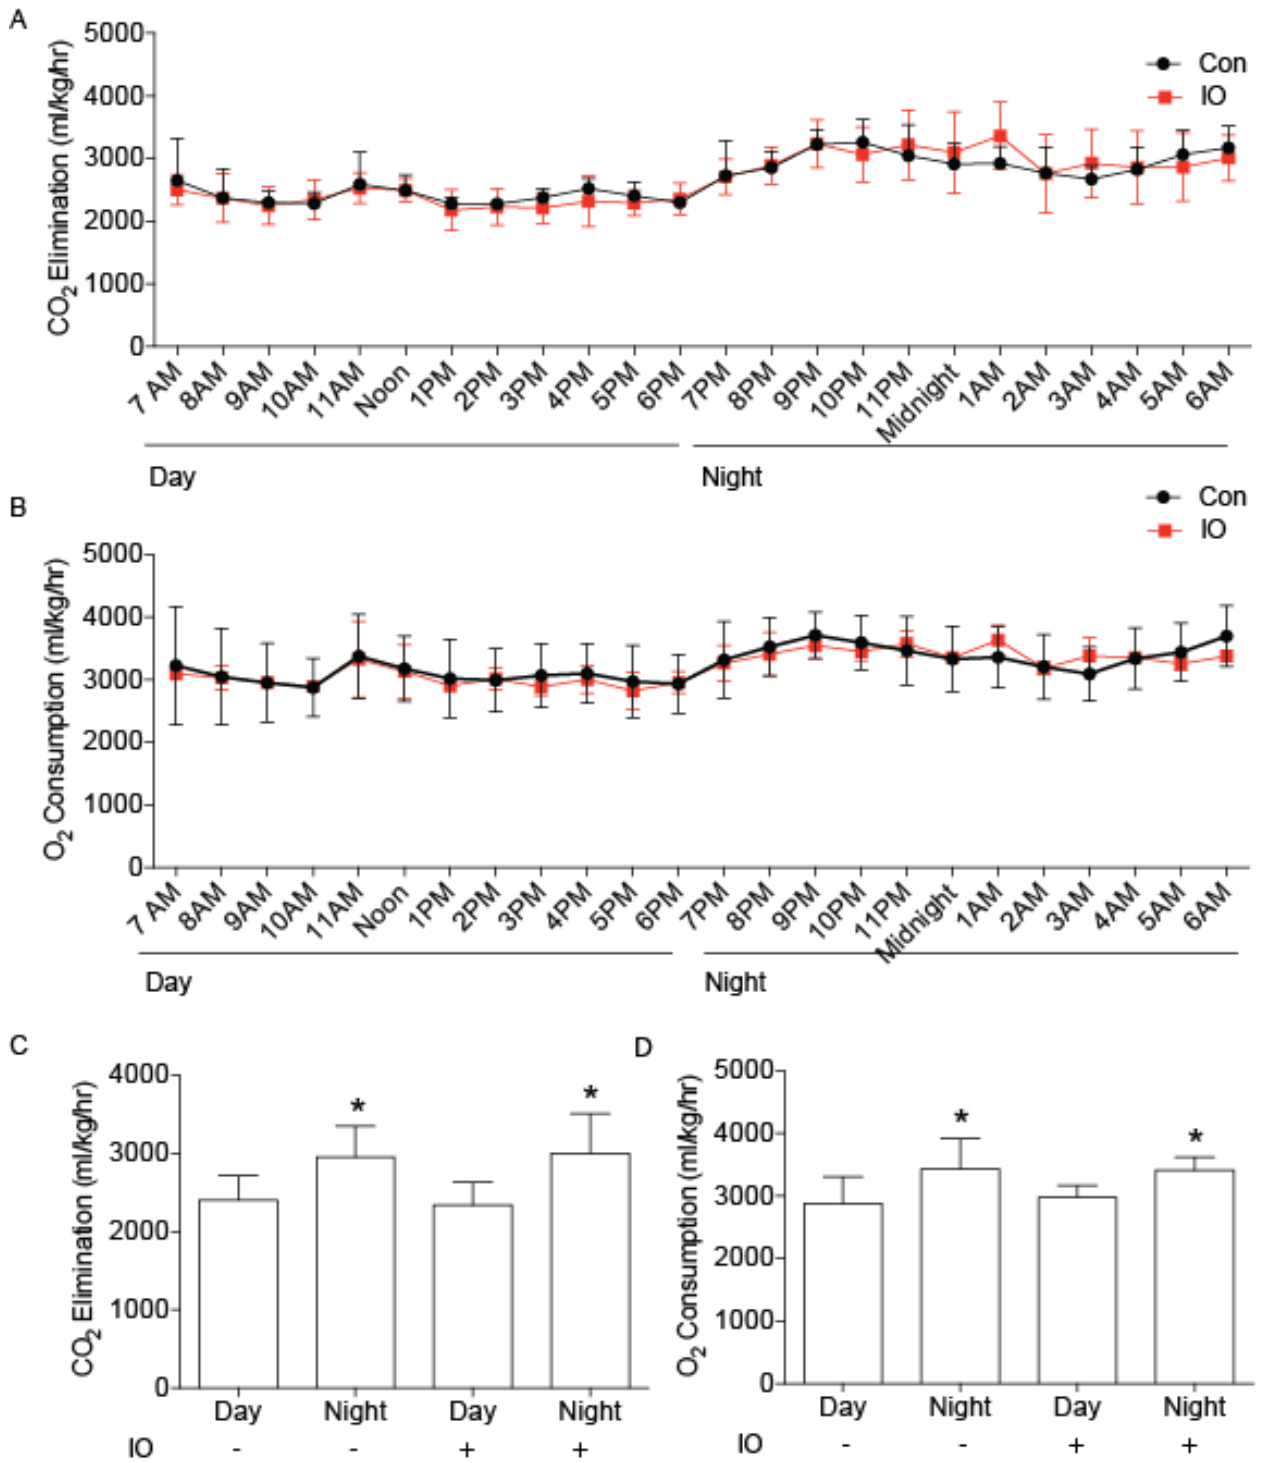 A
CO2 Elimination (ml/kg/hr)
5000
4000
3000
2000
1000
0
Con
IO
7 AM 8AM 9AM 10AM 11AM Noon 1PM 2PM 3PM 4PM 5PM 6PM 7PM 8PM 9PM 10PM 11PM Midnight 1AM 2AM 3AM 4AM 5AM 6AM
Day Night
B
O2 Consumption (ml/kg/hr)
Con
IO
5000
4000
3000
2000
1000
0
7 AM 8AM 9AM 10AM 11AM Noon 1PM 2PM 3PM 4PM 5PM 6PM 7PM 8PM 9PM 10PM 11PM Midnight 1AM 2AM 3AM 4AM 5AM 6AM
Day Night
C
CO2 Elimination (ml/kg/hr)
4000
3000
2000
1000
0
* *
Day Night Day Night
IO - - + +
D
O2 Consumption (ml/kg/hr)
5000
4000
3000
2000
1000
0
* *
Day Night Day Night
IO - - + +